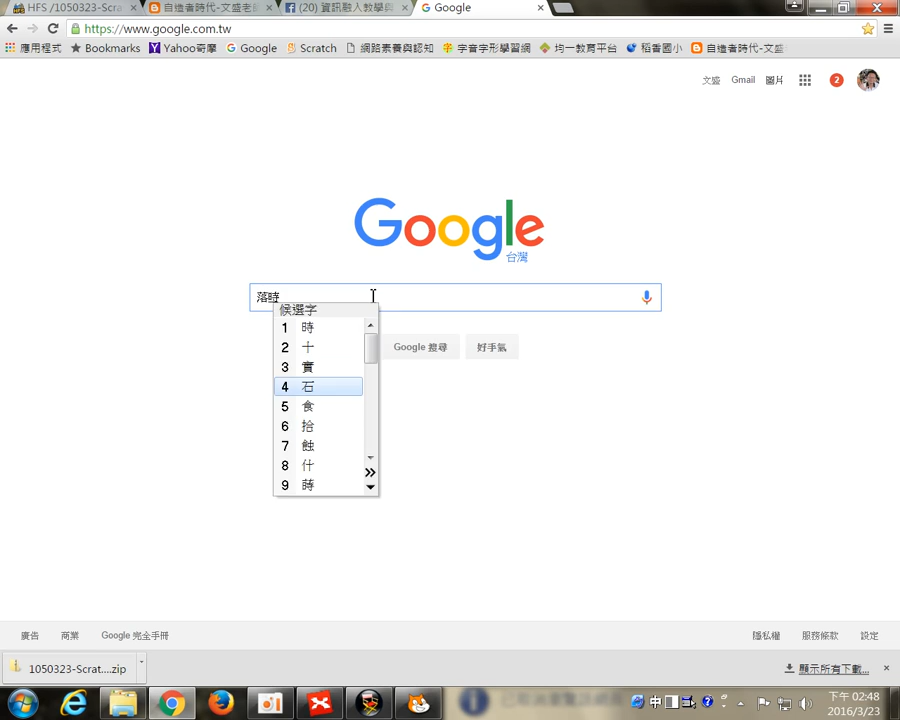 HFS /1050323-Scra
自造者時代-文盛老師
(20) 資訊融入教學與
Google
https://www.google.com.tw
應用程式 Bookmarks Yahoo奇摩 Google Scratch 網路素養與認知 字音字形學習網 均一教育平台 稻香國小 自造者時代-文盛
文盛 Gmail 圖片 2
Google
台灣
落時
候選字
1 時
2 十
3 實
4 石
5 食
6 拾
7 蝕
8 什
9 蒔
Google 搜尋 好手氣
廣告 商業 Google 完全手冊 隱私權 服務條款 設定
1050323-Scrat....zip 顯示所有下載...
中
下午 02:48
2016/3/23